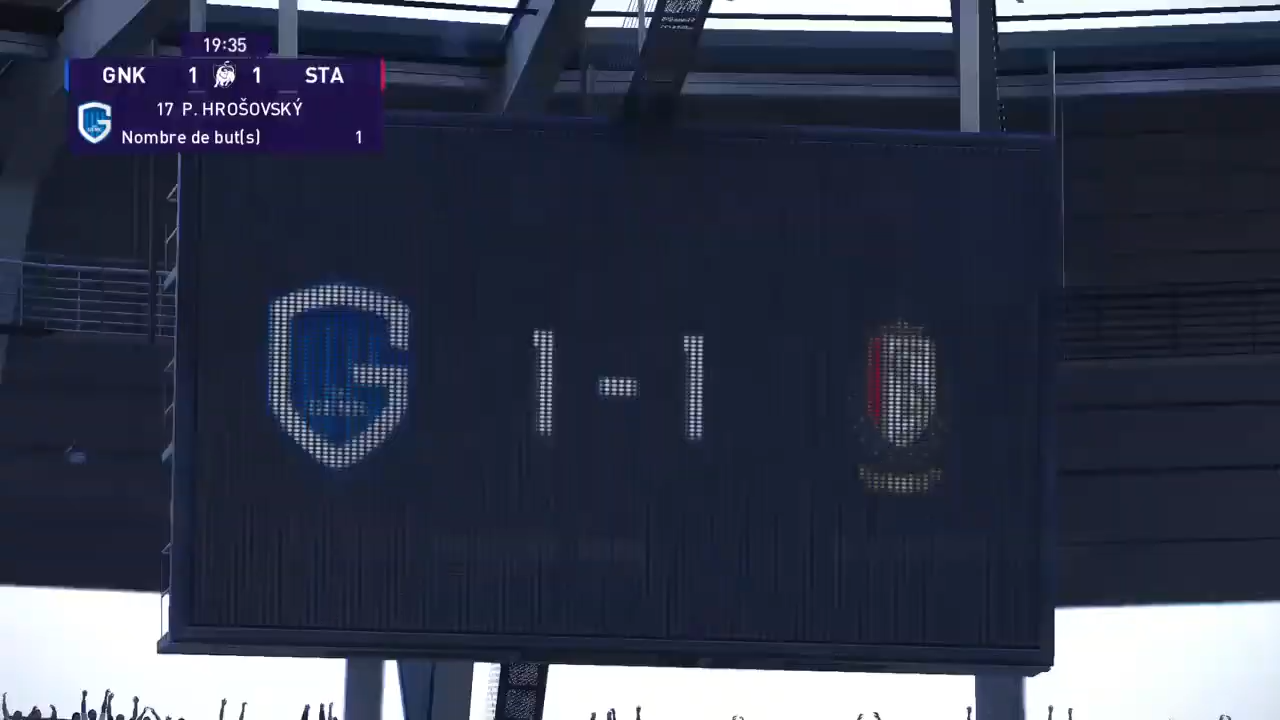 19:35
GNK 1 1 STA
17 P. HROŠOVSKÝ
Nombre de but(s) 1
1 - 1